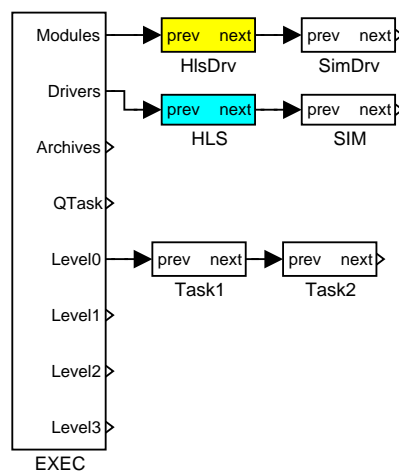 Modules
prev next
prev next
HlsDrv
SimDrv
Drivers
prev next
prev next
HLS
SIM
Archives
QTask
Level0
prev next
prev next
Task1
Task2
Level1
Level2
Level3
EXEC